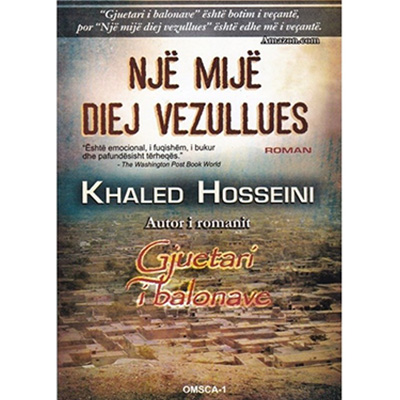 “Gjuetari i balonave” është botim i veçantë,
por “Një mijë diej vezullues” është edhe më i veçantë.
Amazon.com
NJË MIJË
DIEJ VEZULLUES
ROMAN
"Është emocional, i fuqishëm, i bukur
dhe pafundësisht tërheqës."
- The Washington Post Book World
KHALED HOSSEINI
Autor i romanit
Gjuetari
i balonave
OMSCA-1